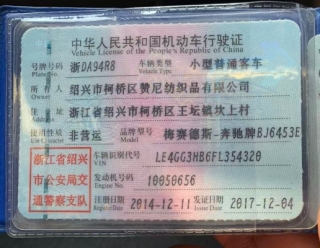 中华人民共和国机动车行驶证
Vehicle License of the People's Republic of China
号牌号码 浙DA94R8 车辆类型 小型普通客车
Plate No. Vehicle Type
所有人 绍兴市柯桥区赞尼纺织品有限公司
Owner
住址 浙江省绍兴市柯桥区王坛镇坎上村
Address
使用性质 非营运 品牌型号 梅赛德斯-奔驰牌BJ6453E
Use Character Model
浙江省绍兴
市公安局交
通警察支队
车辆识别代号 LE4GG3HB6FL354320
VIN
发动机号码 10050656
Engine No.
注册日期 2014-12-11 发证日期 2017-12-04
Register Date Issue Date